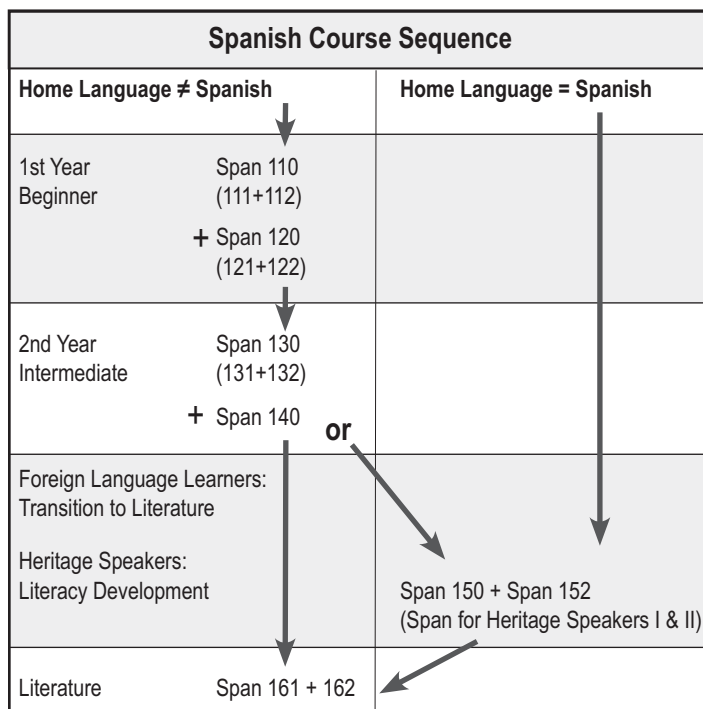 Spanish Course Sequence
Home Language ≠ Spanish
Home Language = Spanish
1st Year
Beginner
Span 110
(111+112)
+ Span 120
(121+122)
2nd Year
Intermediate
Span 130
(131+132)
+ Span 140
or
Foreign Language Learners:
Transition to Literature
Heritage Speakers:
Literacy Development
Span 150 + Span 152
(Span for Heritage Speakers I & II)
Literature
Span 161 + 162